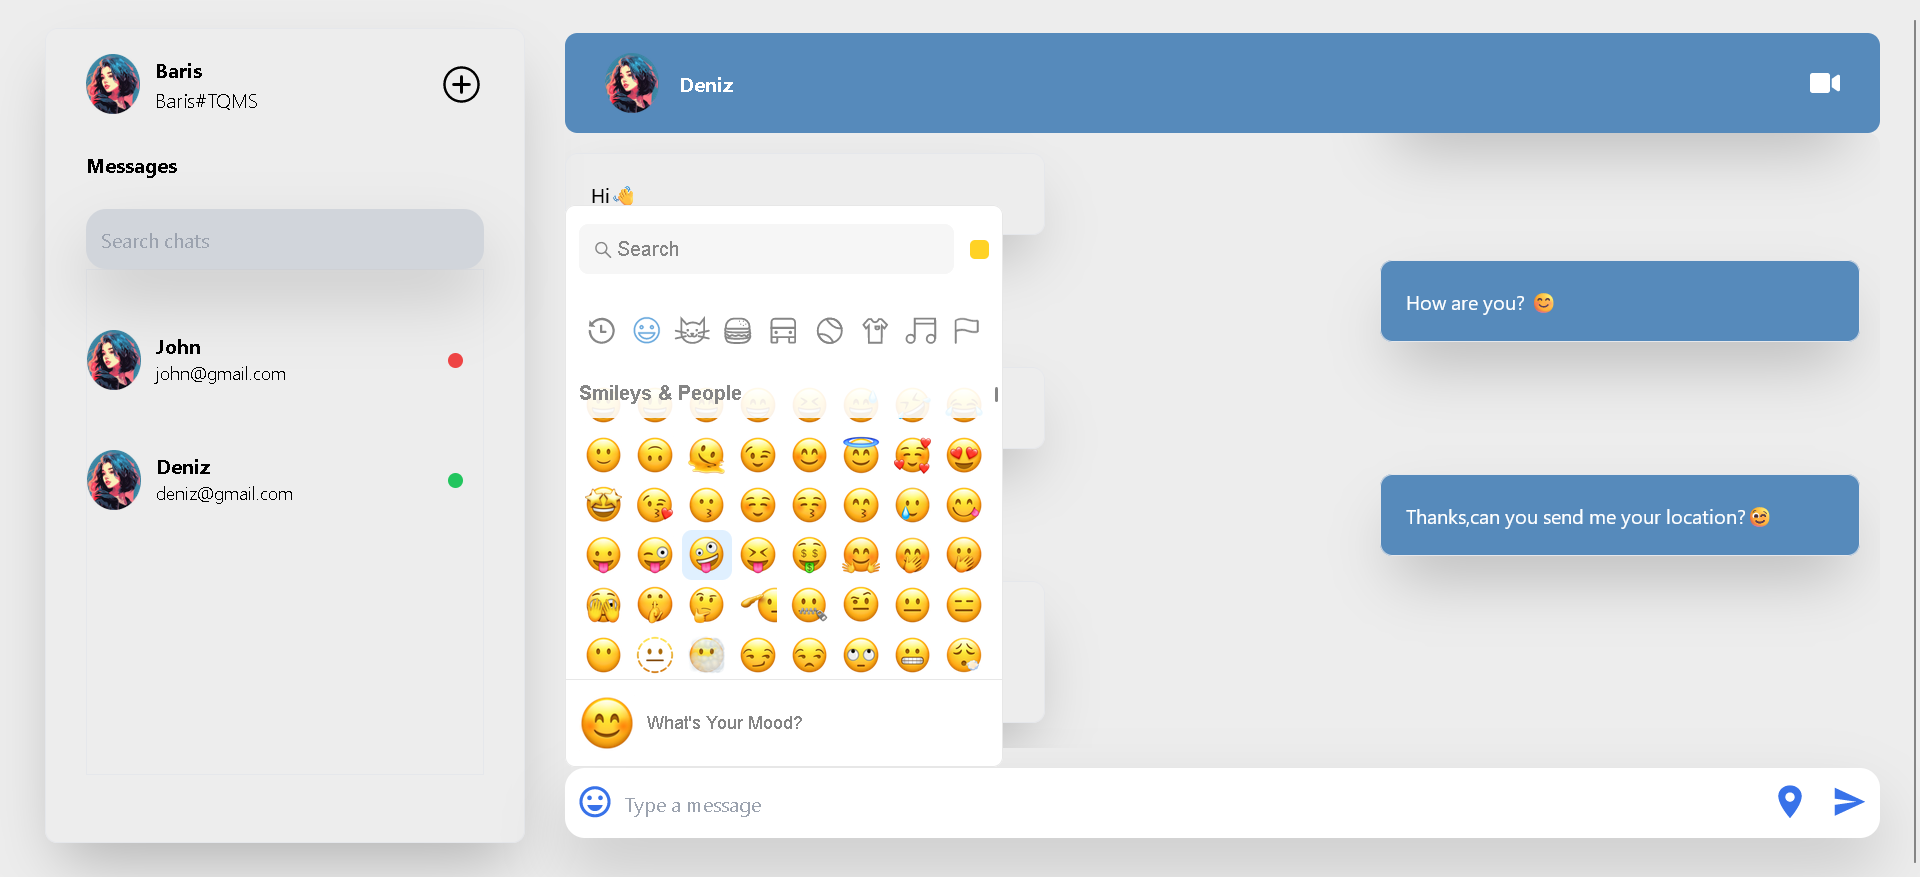 Baris
Baris#TQMS
Messages
Search chats
John
john@gmail.com
Deniz
deniz@gmail.com
Deniz
Hi👋
How are you? 😊
Thanks,can you send me your location?😉
Search
Smileys & People
What's Your Mood?
Type a message